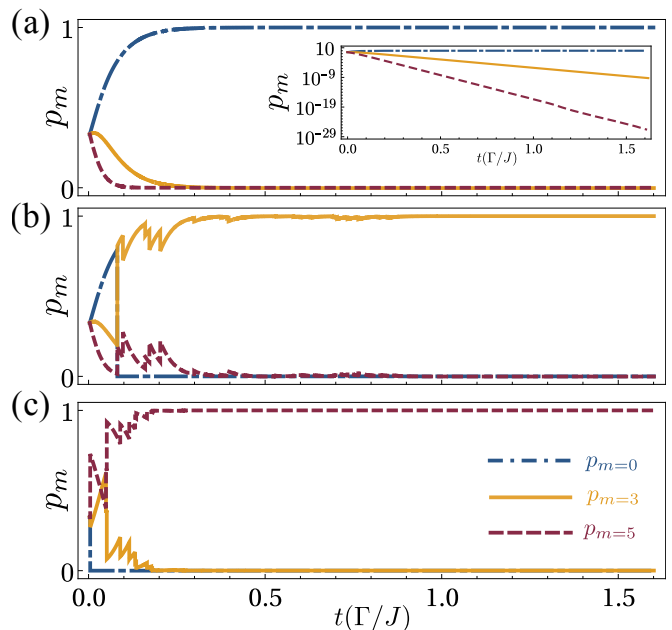 (a)
1
p_m
0
10
10^-9
10^-19
10^-29
p_m
0.0
0.5
1.0
1.5
t(Γ/J)
(b)
1
p_m
0
(c)
1
p_m
0
p_{m=0}
p_{m=3}
p_{m=5}
0.0
0.5
1.0
1.5
t(Γ/J)